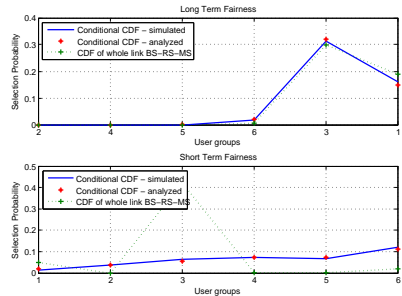 Long Term Fairness
0.4
0.3
0.2
0.1
0
Selection Probability
Conditional CDF – simulated
Conditional CDF – analyzed
CDF of whole link BS–RS–MS
2 4 5 6 3 1
User groups
Short Term Fairness
0.5
0.4
0.3
0.2
0.1
0
Selection Probability
Conditional CDF – simulated
Conditional CDF – analyzed
CDF of whole link BS–RS–MS
1 2 3 4 5 6
User groups